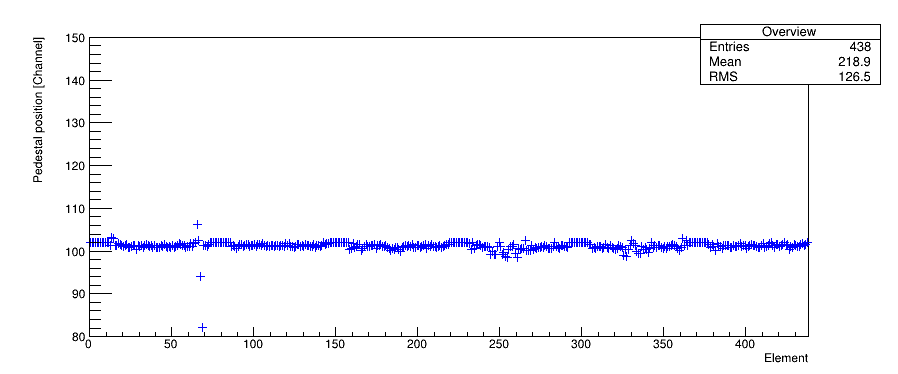 Overview
Entries 438
Mean 218.9
RMS 126.5
Pedestal position [Channel]
150
140
130
120
110
100
90
80
0 50 100 150 200 250 300 350 400
Element